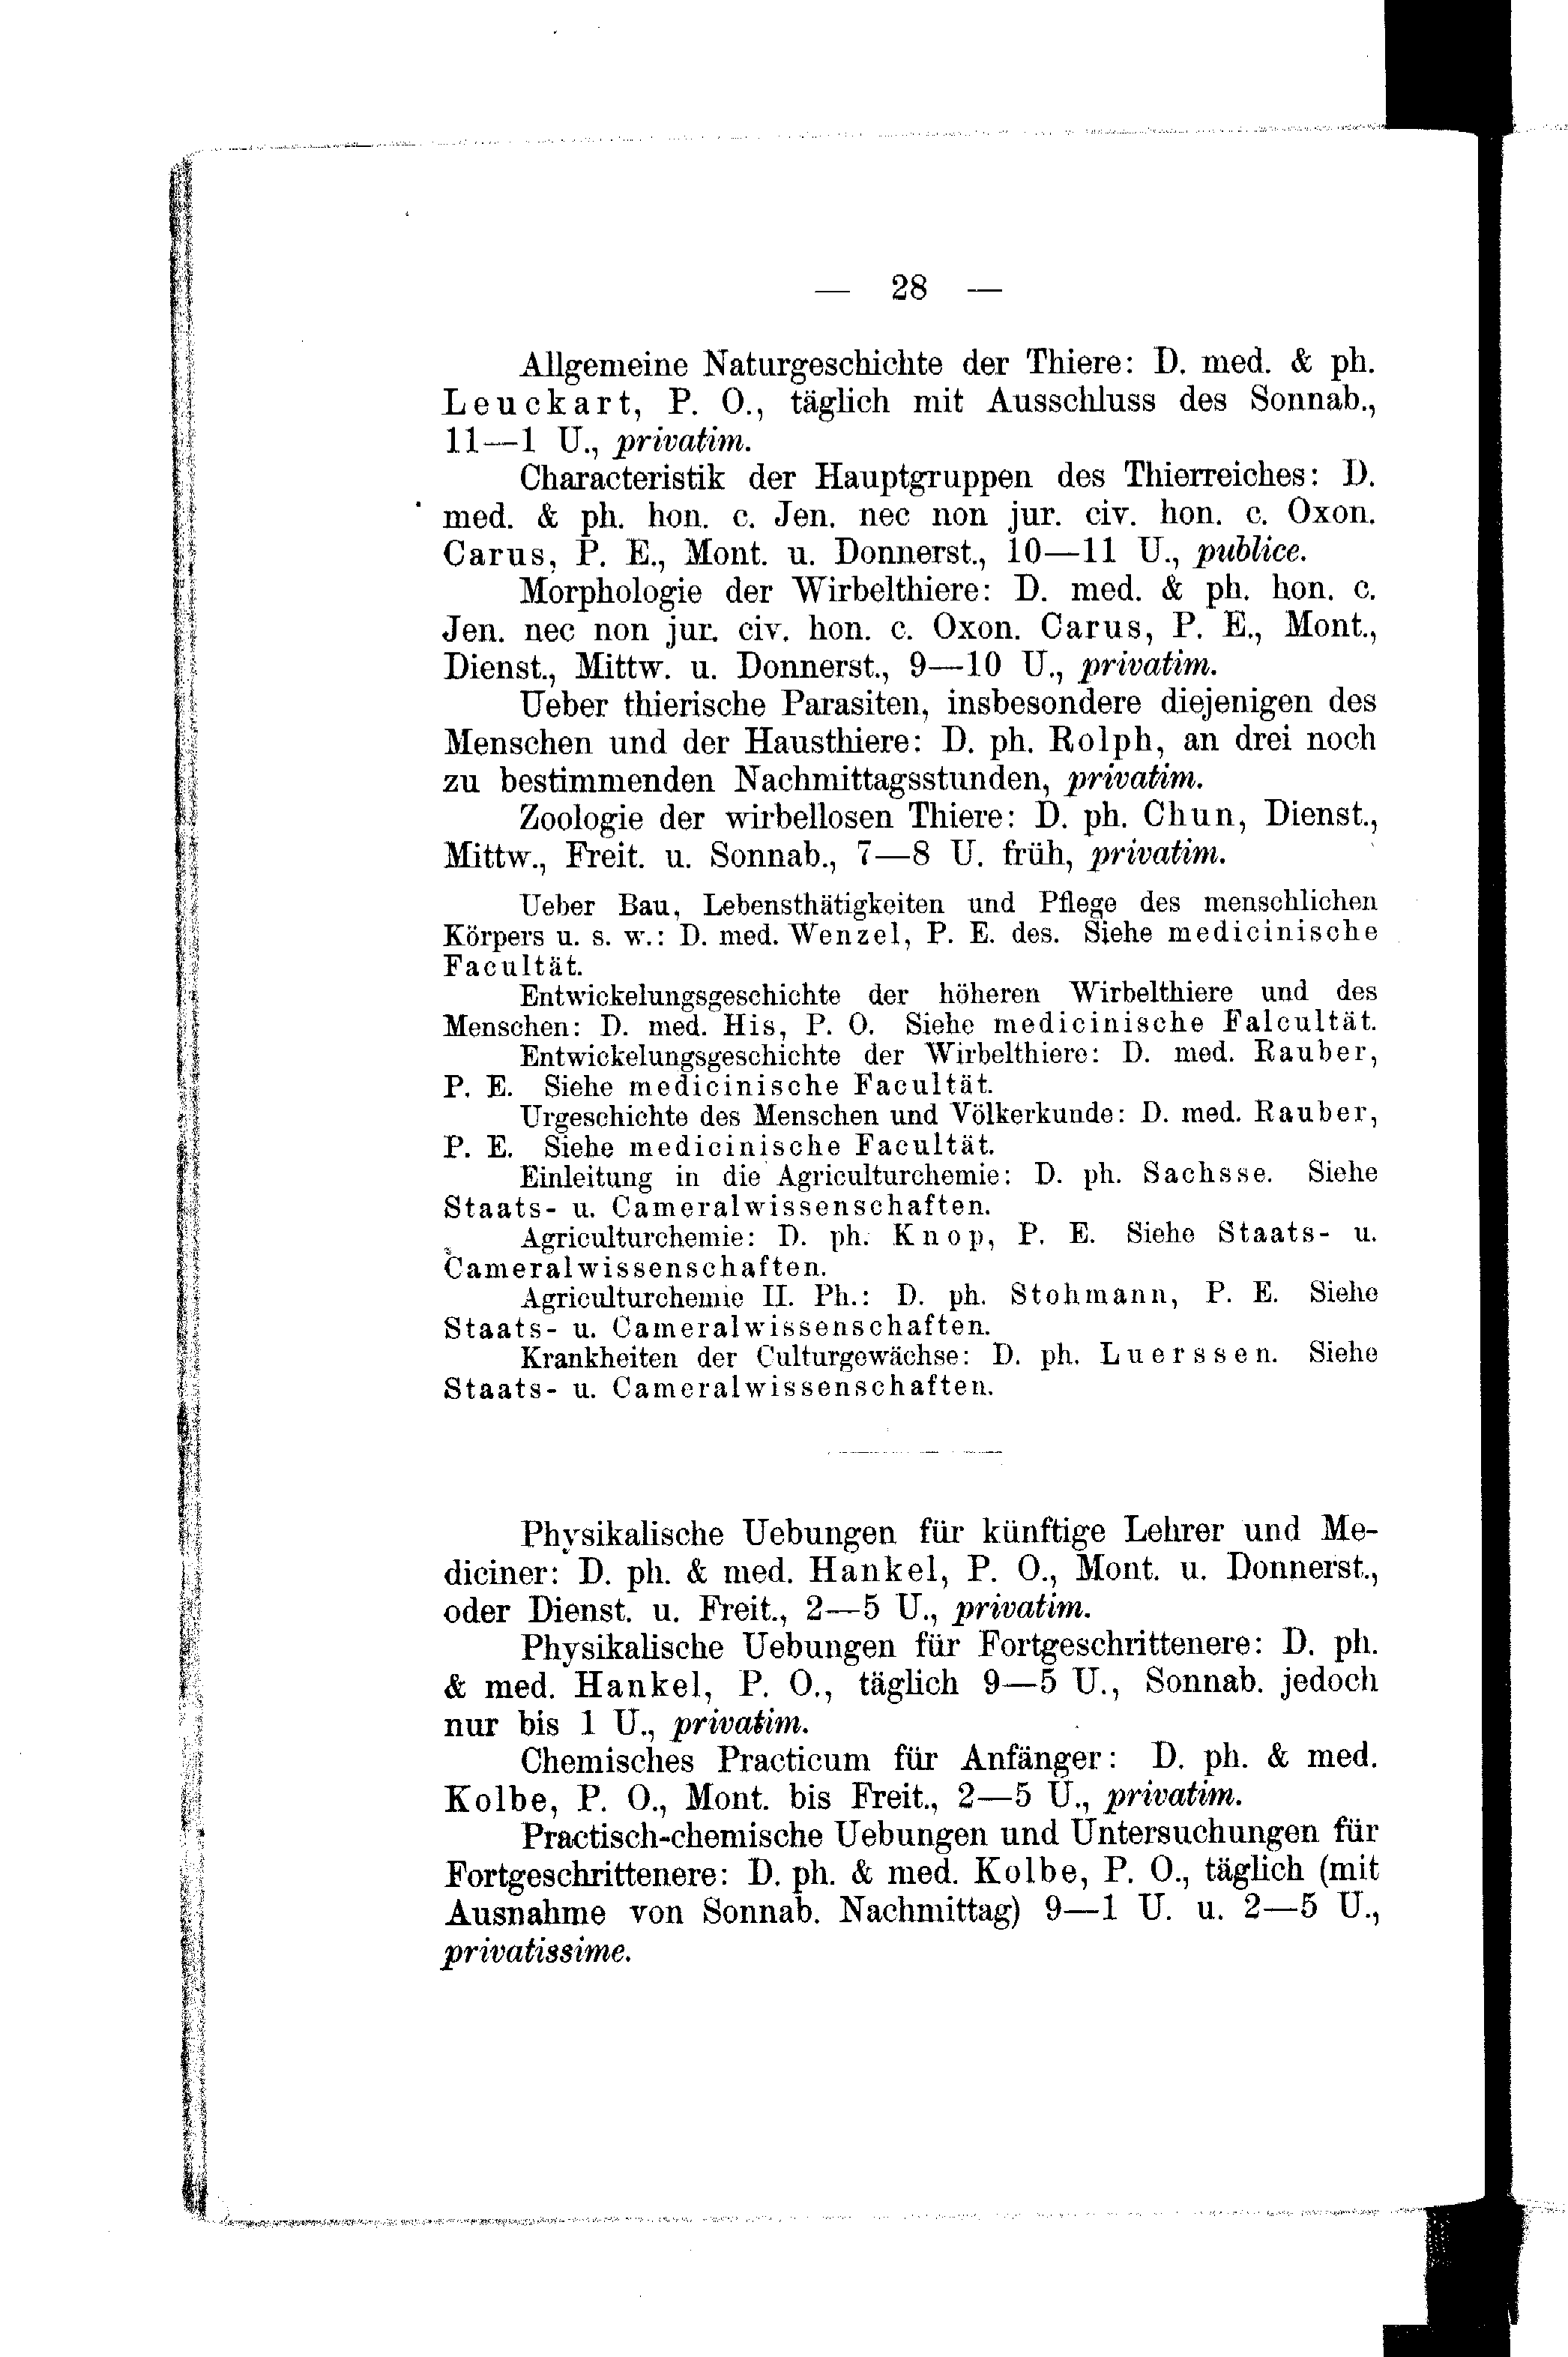 — 28 —
Allgemeine Naturgeschichte der Thiere: D. med. & ph.
Leuckart, P. O., täglich mit Ausschluss des Sonnab.,
11—1 U., privatim.
Characteristik der Hauptgruppen des Thierreiches: D.
med. & ph. hon. c. Jen. nec non jur. civ. hon. c. Oxon.
Carus, P. E., Mont. u. Donnerst., 10—11 U., publice.
Morphologie der Wirbelthiere: D. med. & ph. hon. c.
Jen. nec non jur. civ. hon. c. Oxon. Carus, P. E., Mont.,
Dienst., Mittw. u. Donnerst., 9—10 U., privatim.
Ueber thierische Parasiten, insbesondere diejenigen des
Menschen und der Hausthiere: D. ph. Rolph, an drei noch
zu bestimmenden Nachmittagsstunden, privatim.
Zoologie der wirbellosen Thiere: D. ph. Chun, Dienst.,
Mittw., Freit. u. Sonnab., 7—8 U. früh, privatim.
Ueber Bau, Lebensthätigkeiten und Pflege des menschlichen
Körpers u. s. w.: D. med. Wenzel, P. E. des. Siehe medicinische
Facultät.
Entwickelungsgeschichte der höheren Wirbelthiere und des
Menschen: D. med. His, P. O. Siehe medicinische Falcultät.
Entwickelungsgeschichte der Wirbelthiere: D. med. Rauber,
P. E. Siehe medicinische Facultät.
Urgeschichte des Menschen und Völkerkunde: D. med. Rauber,
P. E. Siehe medicinische Facultät.
Einleitung in die Agriculturchemie: D. ph. Sachsse. Siehe
Staats- u. Cameralwissenschaften.
Agriculturchemie: D. ph. Knop, P. E. Siehe Staats- u.
Cameralwissenschaften.
Agriculturchemie II. Ph.: D. ph. Stohmann, P. E. Siehe
Staats- u. Cameralwissenschaften.
Krankheiten der Culturgewächse: D. ph. Luerssen. Siehe
Staats- u. Cameralwissenschaften.
Physikalische Uebungen für künftige Lehrer und Me-
diciner: D. ph. & med. Hankel, P. O., Mont. u. Donnerst.,
oder Dienst. u. Freit., 2—5 U., privatim.
Physikalische Uebungen für Fortgeschrittenere: D. ph.
& med. Hankel, P. O., täglich 9—5 U., Sonnab. jedoch
nur bis 1 U., privatim.
Chemisches Practicum für Anfänger: D. ph. & med.
Kolbe, P. O., Mont. bis Freit., 2—5 U., privatim.
Practisch-chemische Uebungen und Untersuchungen für
Fortgeschrittenere: D. ph. & med. Kolbe, P. O., täglich (mit
Ausnahme von Sonnab. Nachmittag) 9—1 U. u. 2—5 U.,
privatissime.